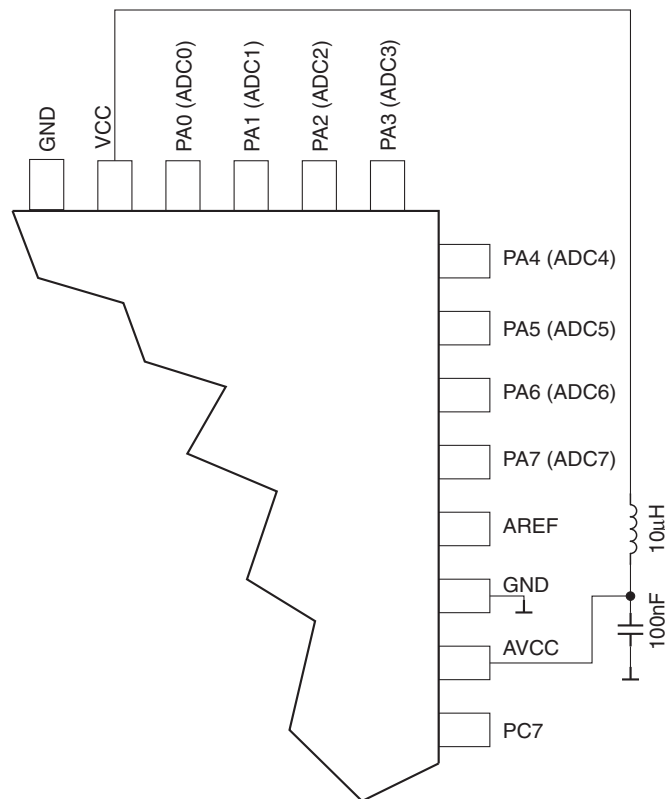 GND
VCC
PA0 (ADC0)
PA1 (ADC1)
PA2 (ADC2)
PA3 (ADC3)
PA4 (ADC4)
PA5 (ADC5)
PA6 (ADC6)
PA7 (ADC7)
AREF
10μH
GND
AVCC
100nF
PC7